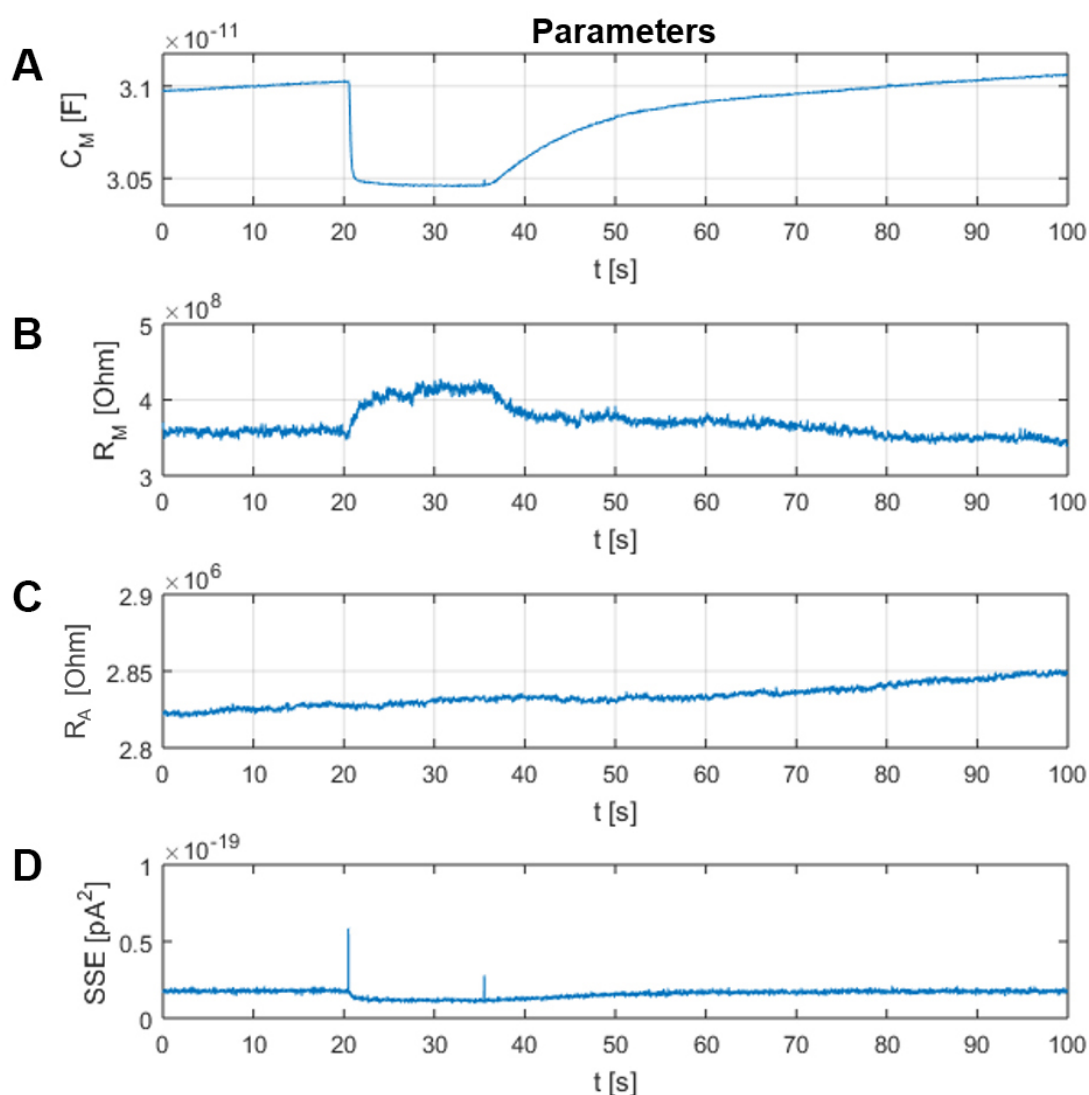 Parameters
A
× 10⁻¹¹
C_M [F]
3.1
3.05
0 10 20 30 40 50 60 70 80 90 100
t [s]
B
× 10⁸
R_M [Ohm]
5
4
3
0 10 20 30 40 50 60 70 80 90 100
t [s]
C
× 10⁶
R_A [Ohm]
2.9
2.85
2.8
0 10 20 30 40 50 60 70 80 90 100
t [s]
D
× 10⁻¹⁹
SSE [pA²]
1
0.5
0
0 10 20 30 40 50 60 70 80 90 100
t [s]